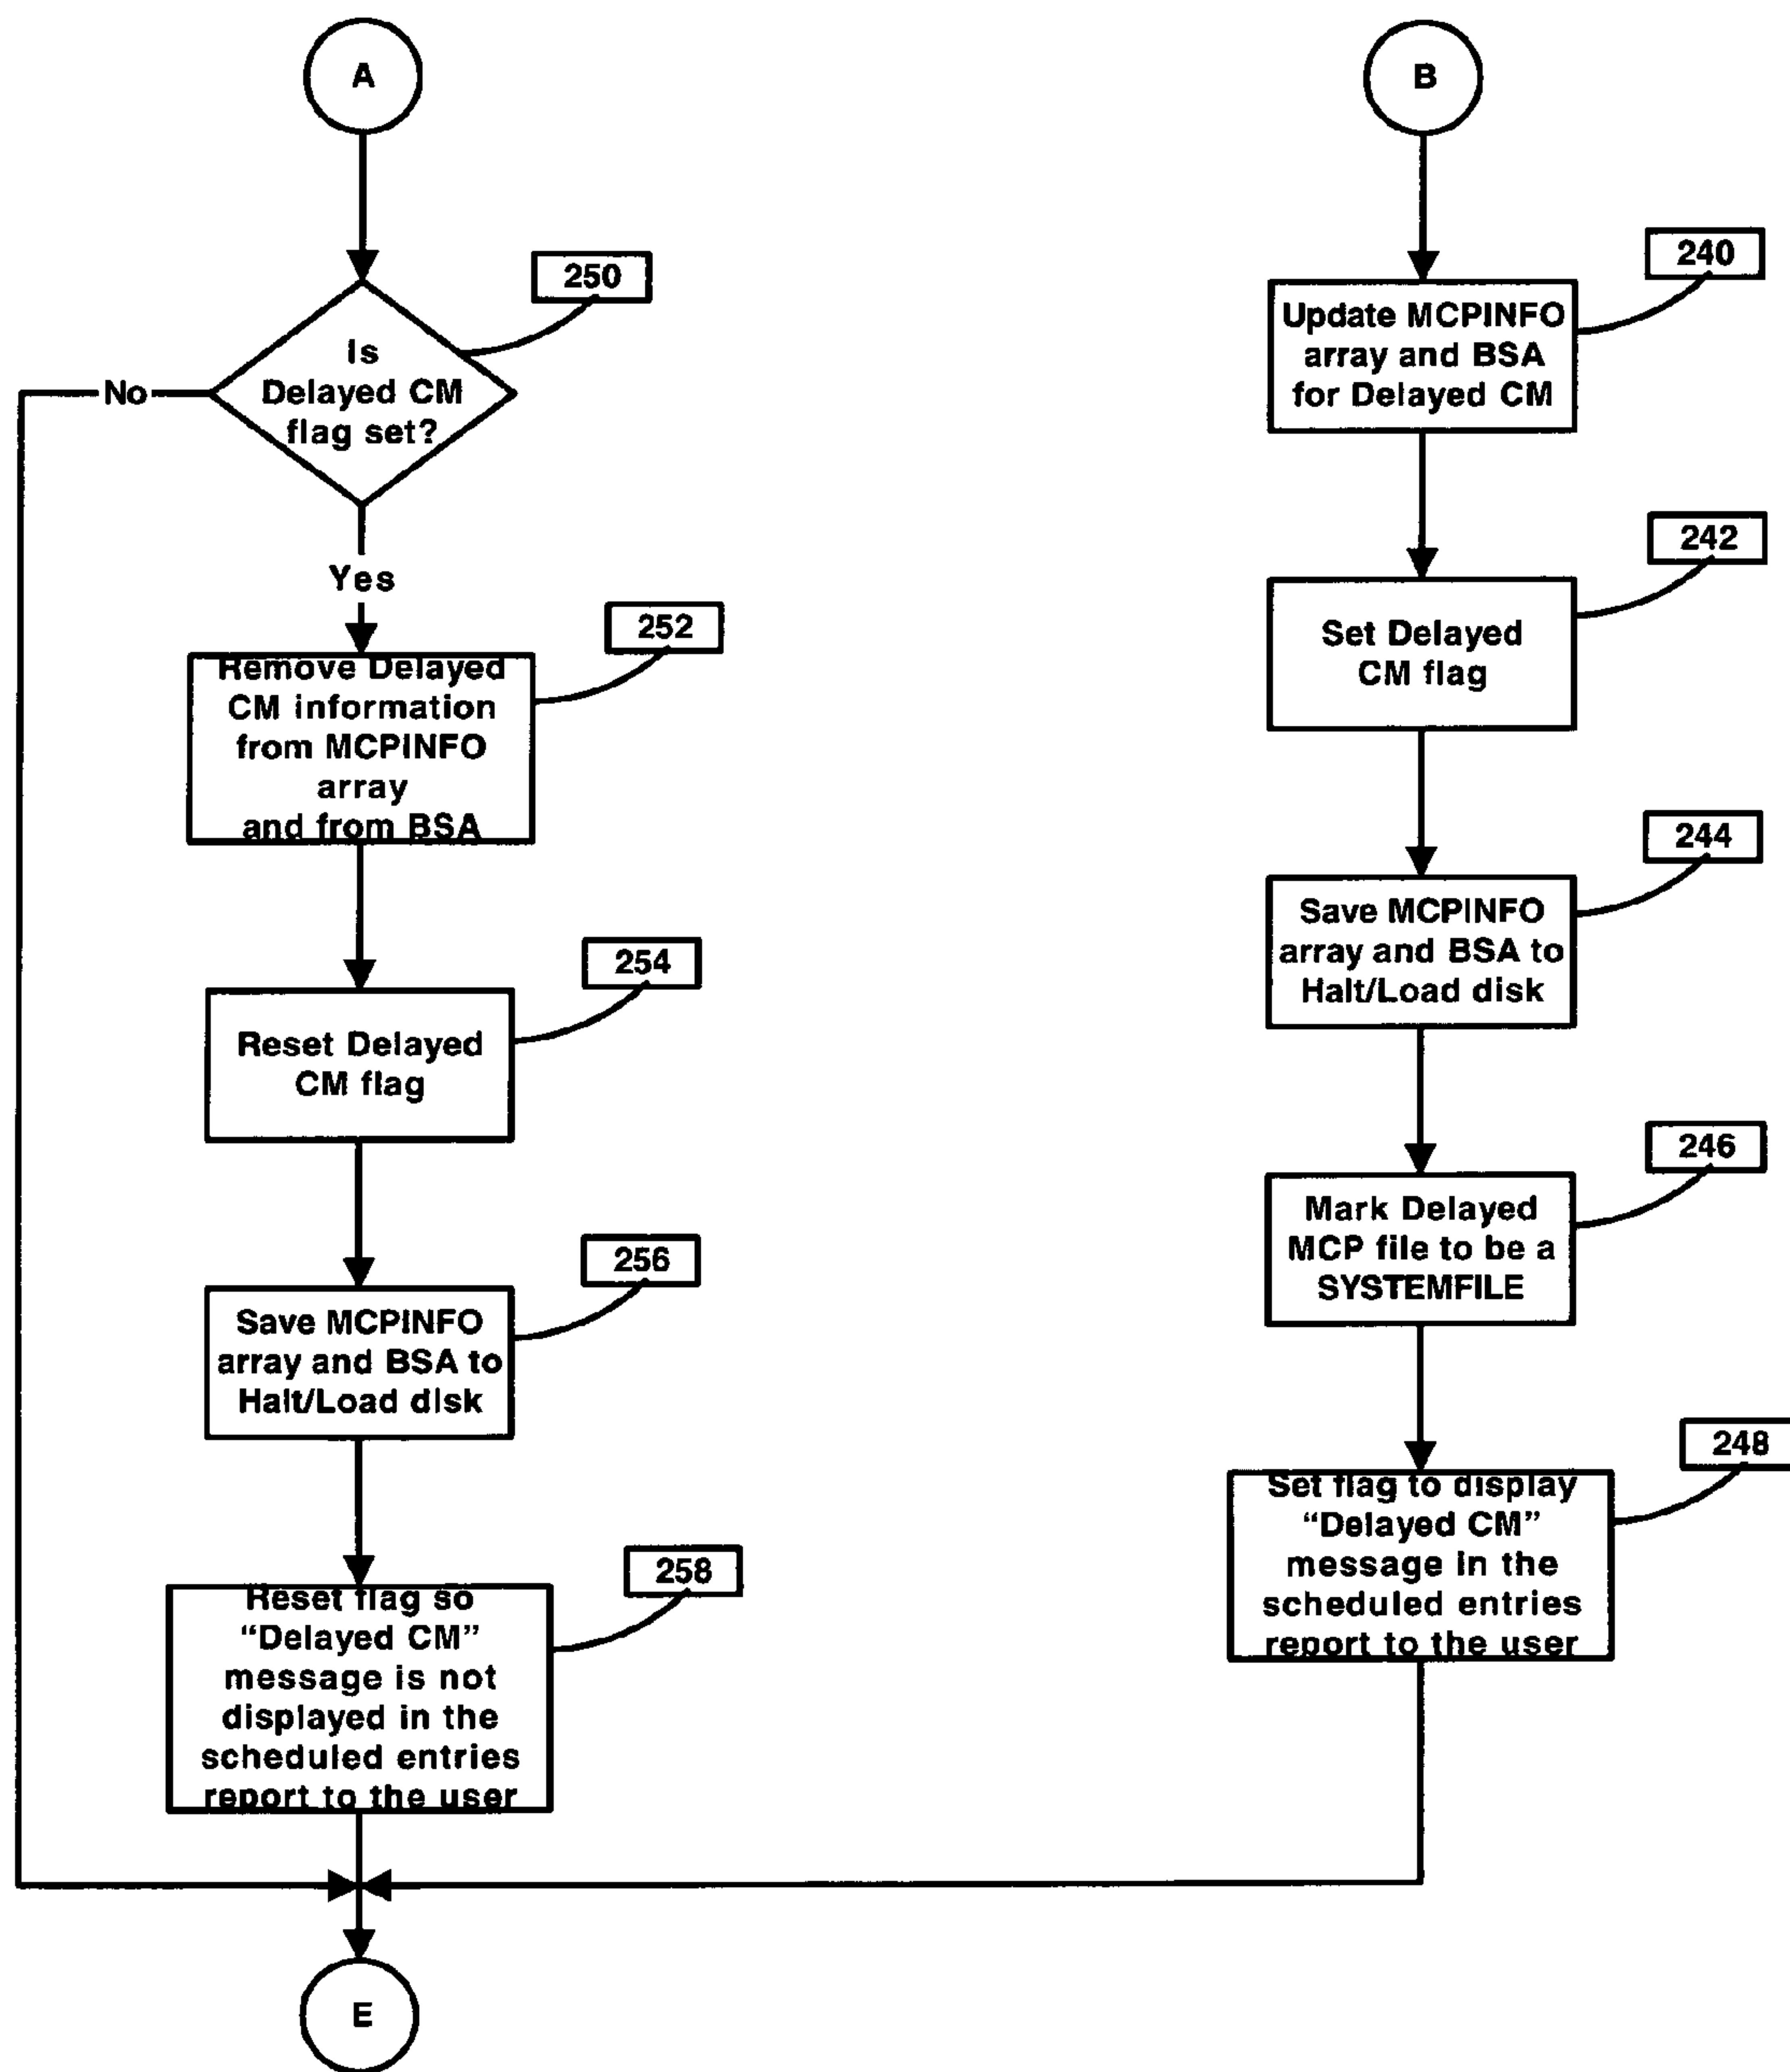 A
250
Is
Delayed CM
flag set?
No
Yes
252
Remove Delayed
CM information
from MCPINFO
array
and from BSA
254
Reset Delayed
CM flag
256
Save MCPINFO
array and BSA to
Halt/Load disk
258
Reset flag so
“Delayed CM”
message is not
displayed in the
scheduled entries
report to the user
E
B
240
Update MCPINFO
array and BSA
for Delayed CM
242
Set Delayed
CM flag
244
Save MCPINFO
array and BSA to
Halt/Load disk
246
Mark Delayed
MCP file to be a
SYSTEMFILE
248
Set flag to display
“Delayed CM”
message in the
scheduled entries
report to the user